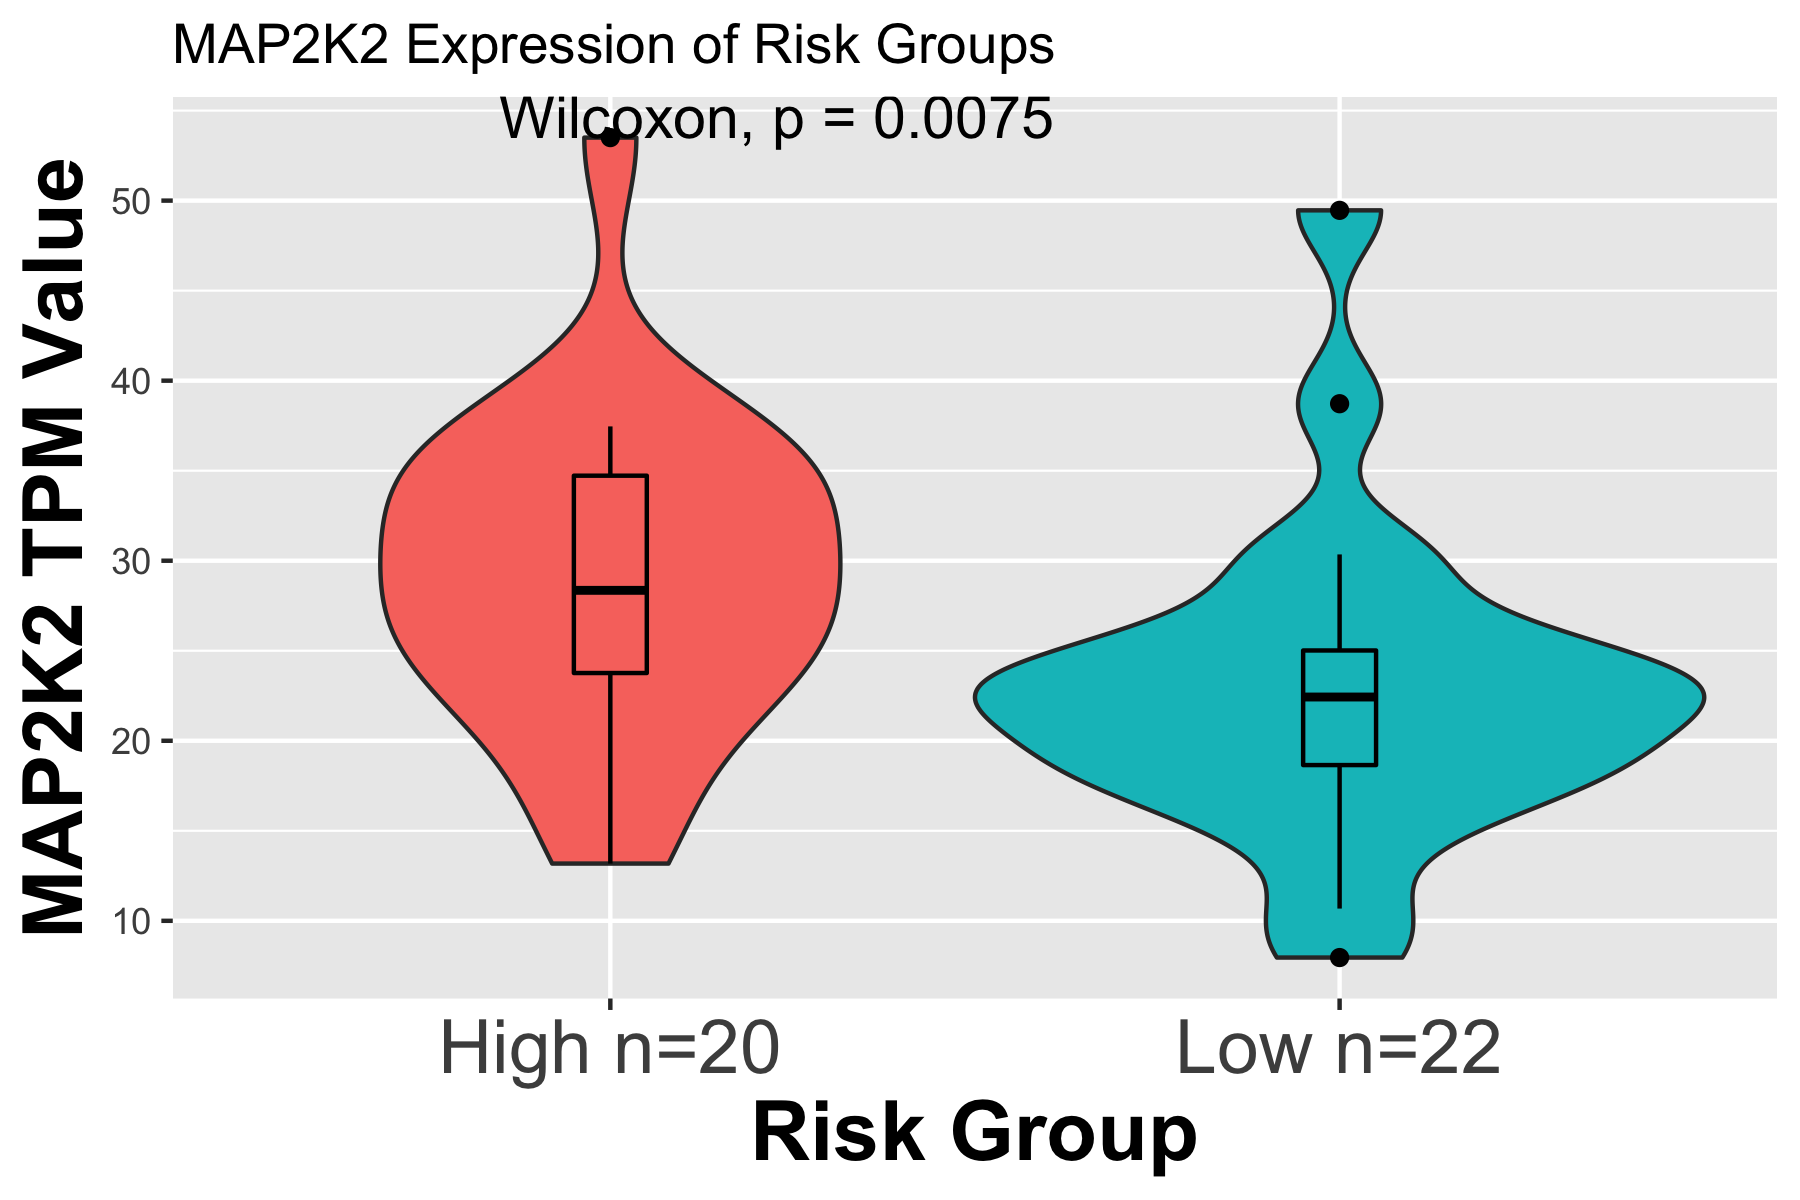 MAP2K2 Expression of Risk Groups
Wilcoxon, p = 0.0075
MAP2K2 TPM Value
50
40
30
20
10
High n=20
Low n=22
Risk Group